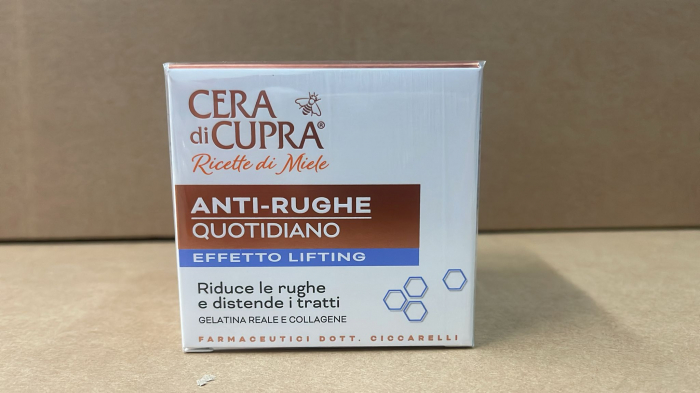 CERA
di CUPRA®
Ricette di Miele
ANTI-RUGHE
QUOTIDIANO
EFFETTO LIFTING
Riduce le rughe
e distende i tratti
GELATINA REALE E COLLAGENE
FARMACEUTICI DOTT. CICCARELLI